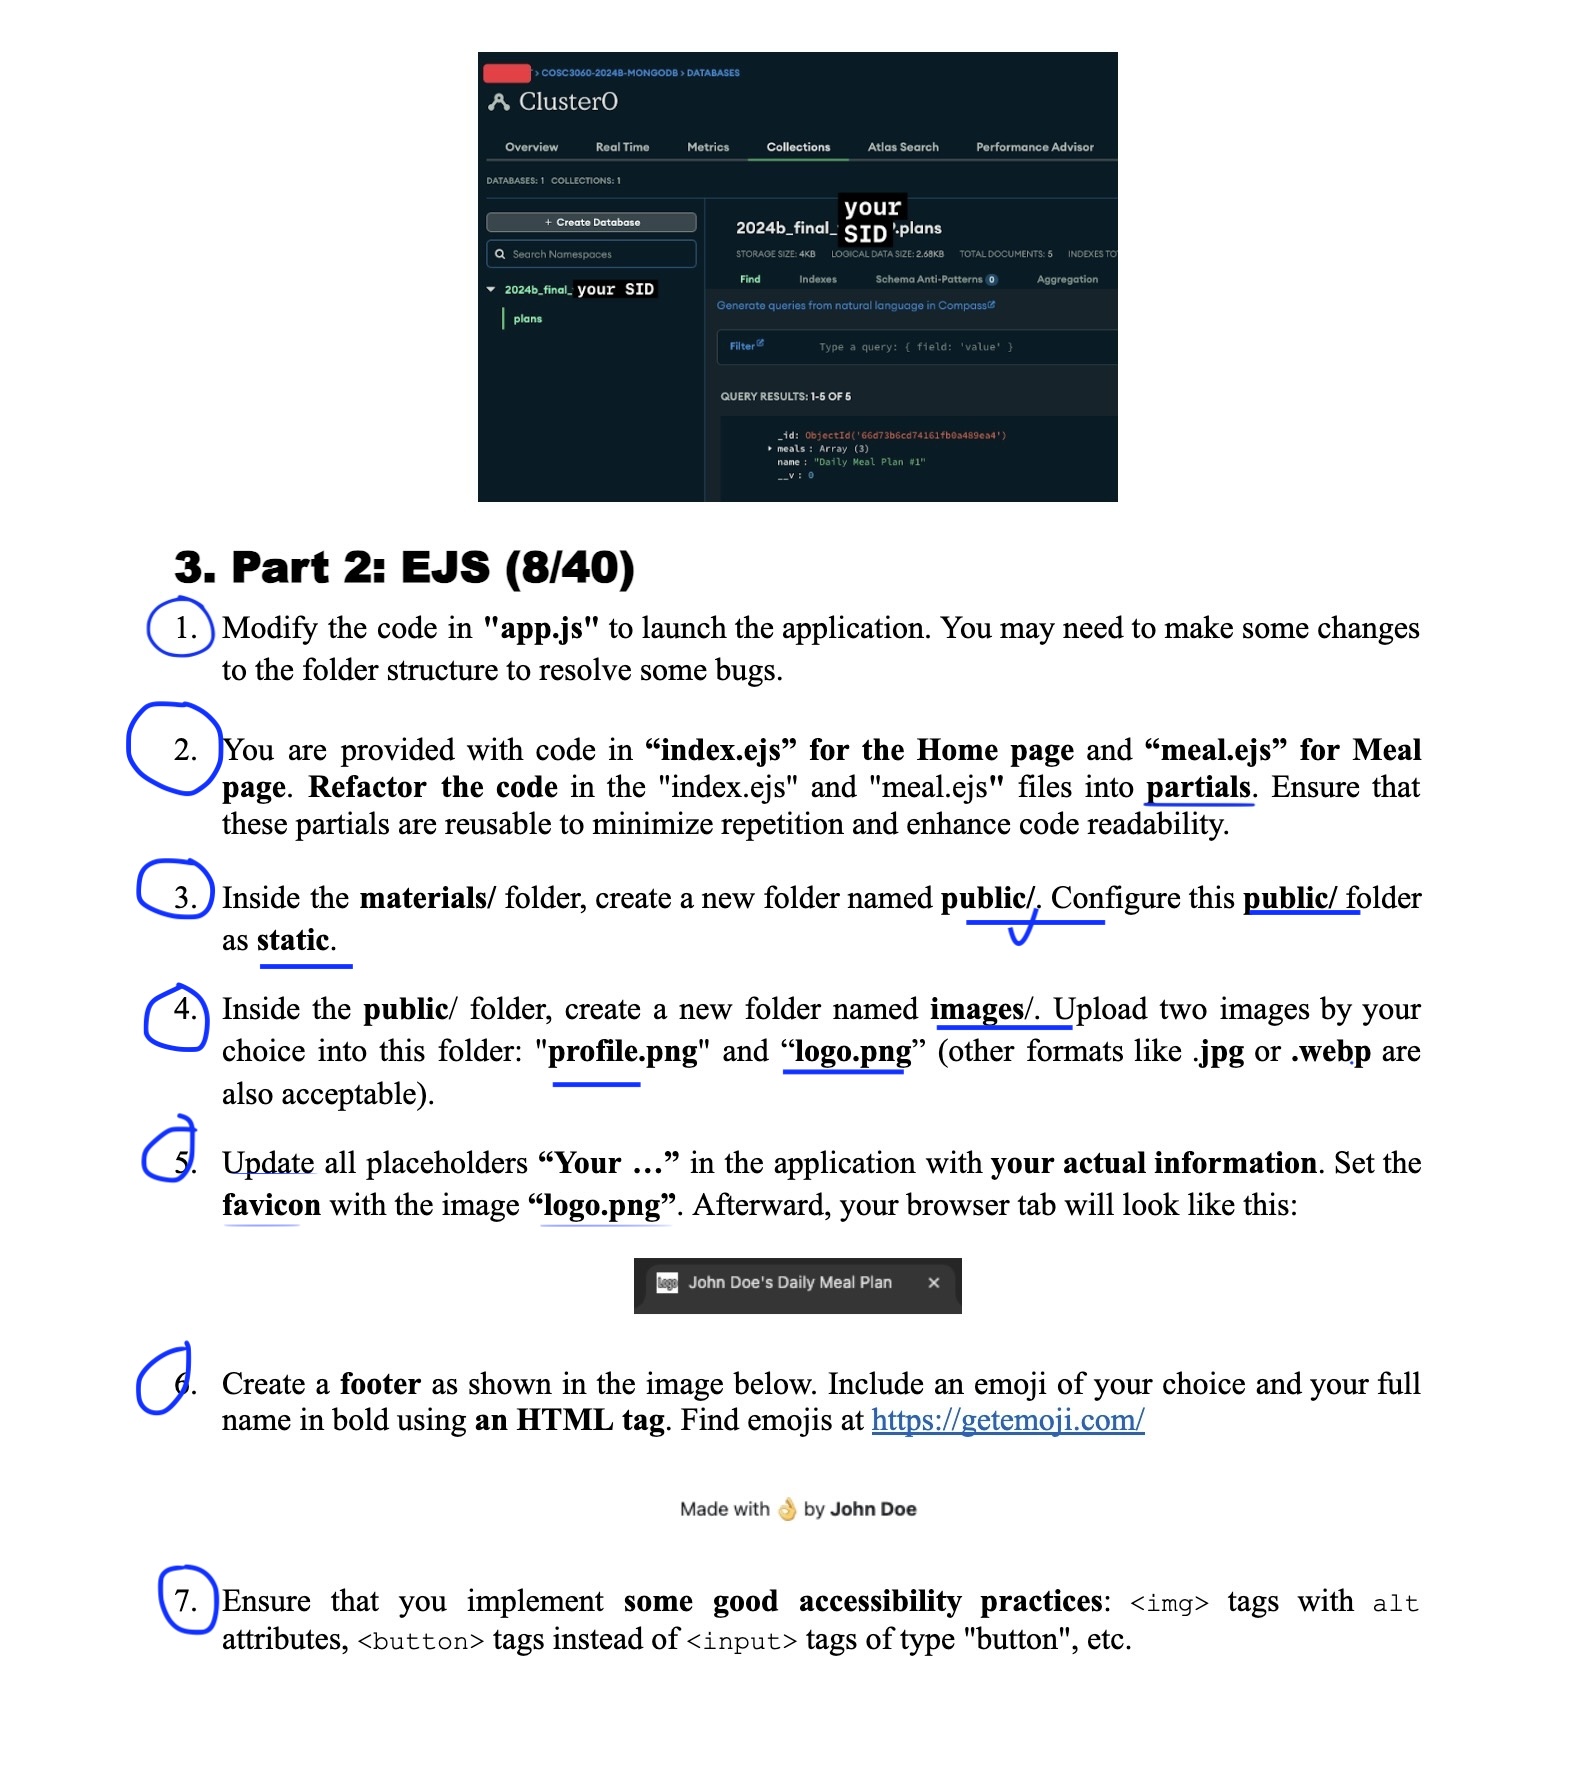 > COSC3060-2024B-MONGODB > DATABASES
Cluster0
Overview Real Time Metrics Collections Atlas Search Performance Advisor
DATABASES: 1 COLLECTIONS: 1
+ Create Database
Search Namespaces
2024b_final_ your SID
plans
2024b_final_ your SID .plans
STORAGE SIZE: 4KB LOGICAL DATA SIZE: 2.68KB TOTAL DOCUMENTS: 5 INDEXES TO
Find Indexes Schema Anti-Patterns 0 Aggregation
Generate queries from natural language in Compass
Filter Type a query: { field: 'value' }
QUERY RESULTS: 1-5 OF 5
_id: ObjectId('66d73b6cd74161fb0a489ea4')
meals : Array (3)
name : "Daily Meal Plan #1"
__v : 0
3. Part 2: EJS (8/40)
1. Modify the code in "app.js" to launch the application. You may need to make some changes
to the folder structure to resolve some bugs.
2. You are provided with code in “index.ejs” for the Home page and “meal.ejs” for Meal
page. Refactor the code in the "index.ejs" and "meal.ejs" files into partials. Ensure that
these partials are reusable to minimize repetition and enhance code readability.
3. Inside the materials/ folder, create a new folder named public/. Configure this public/ folder
as static.
4. Inside the public/ folder, create a new folder named images/. Upload two images by your
choice into this folder: "profile.png" and “logo.png” (other formats like .jpg or .webp are
also acceptable).
5. Update all placeholders “Your ...” in the application with your actual information. Set the
favicon with the image “logo.png”. Afterward, your browser tab will look like this:
Logo John Doe's Daily Meal Plan ×
6. Create a footer as shown in the image below. Include an emoji of your choice and your full
name in bold using an HTML tag. Find emojis at https://getemoji.com/
Made with 👌 by John Doe
7. Ensure that you implement some good accessibility practices: <img> tags with alt
attributes, <button> tags instead of <input> tags of type "button", etc.